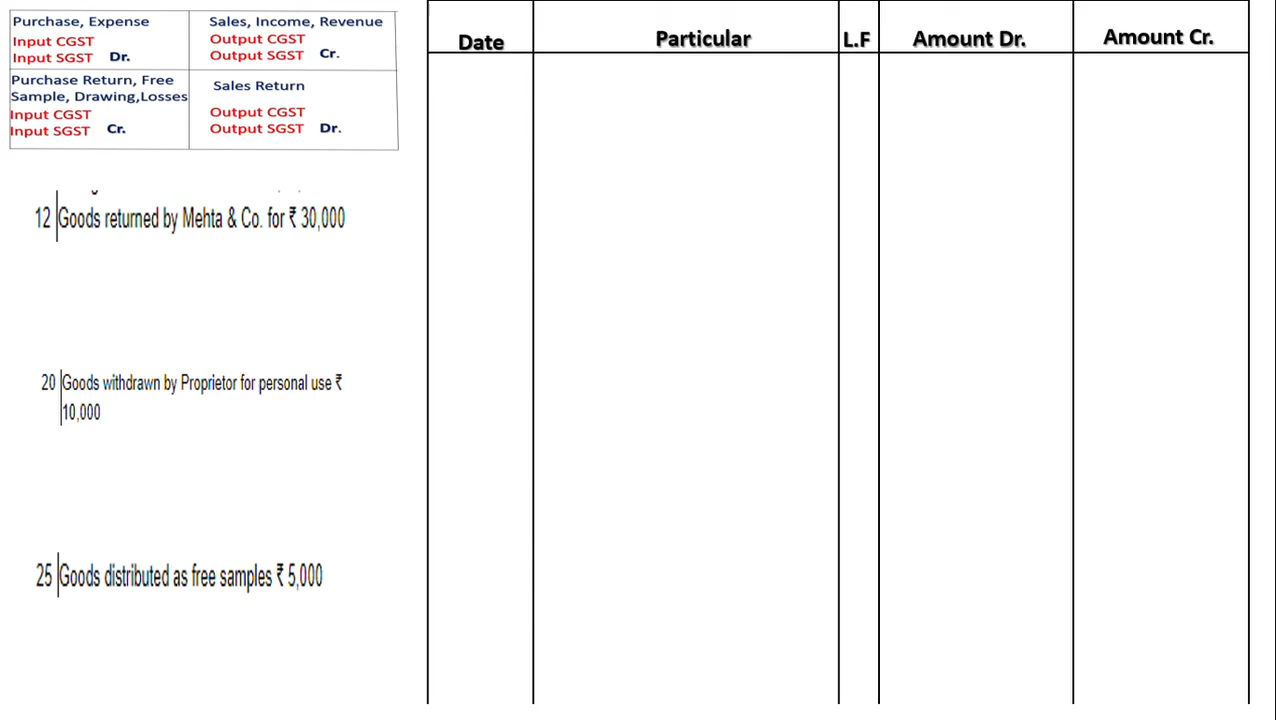 Purchase, Expense
Input CGST
Input SGST Dr.
Sales, Income, Revenue
Output CGST
Output SGST Cr.
Purchase Return, Free
Sample, Drawing,Losses
Input CGST
Input SGST Cr.
Sales Return
Output CGST
Output SGST Dr.
12 Goods returned by Mehta & Co. for ₹ 30,000
20 Goods withdrawn by Proprietor for personal use ₹
10,000
25 Goods distributed as free samples ₹ 5,000
Date Particular L.F Amount Dr. Amount Cr.